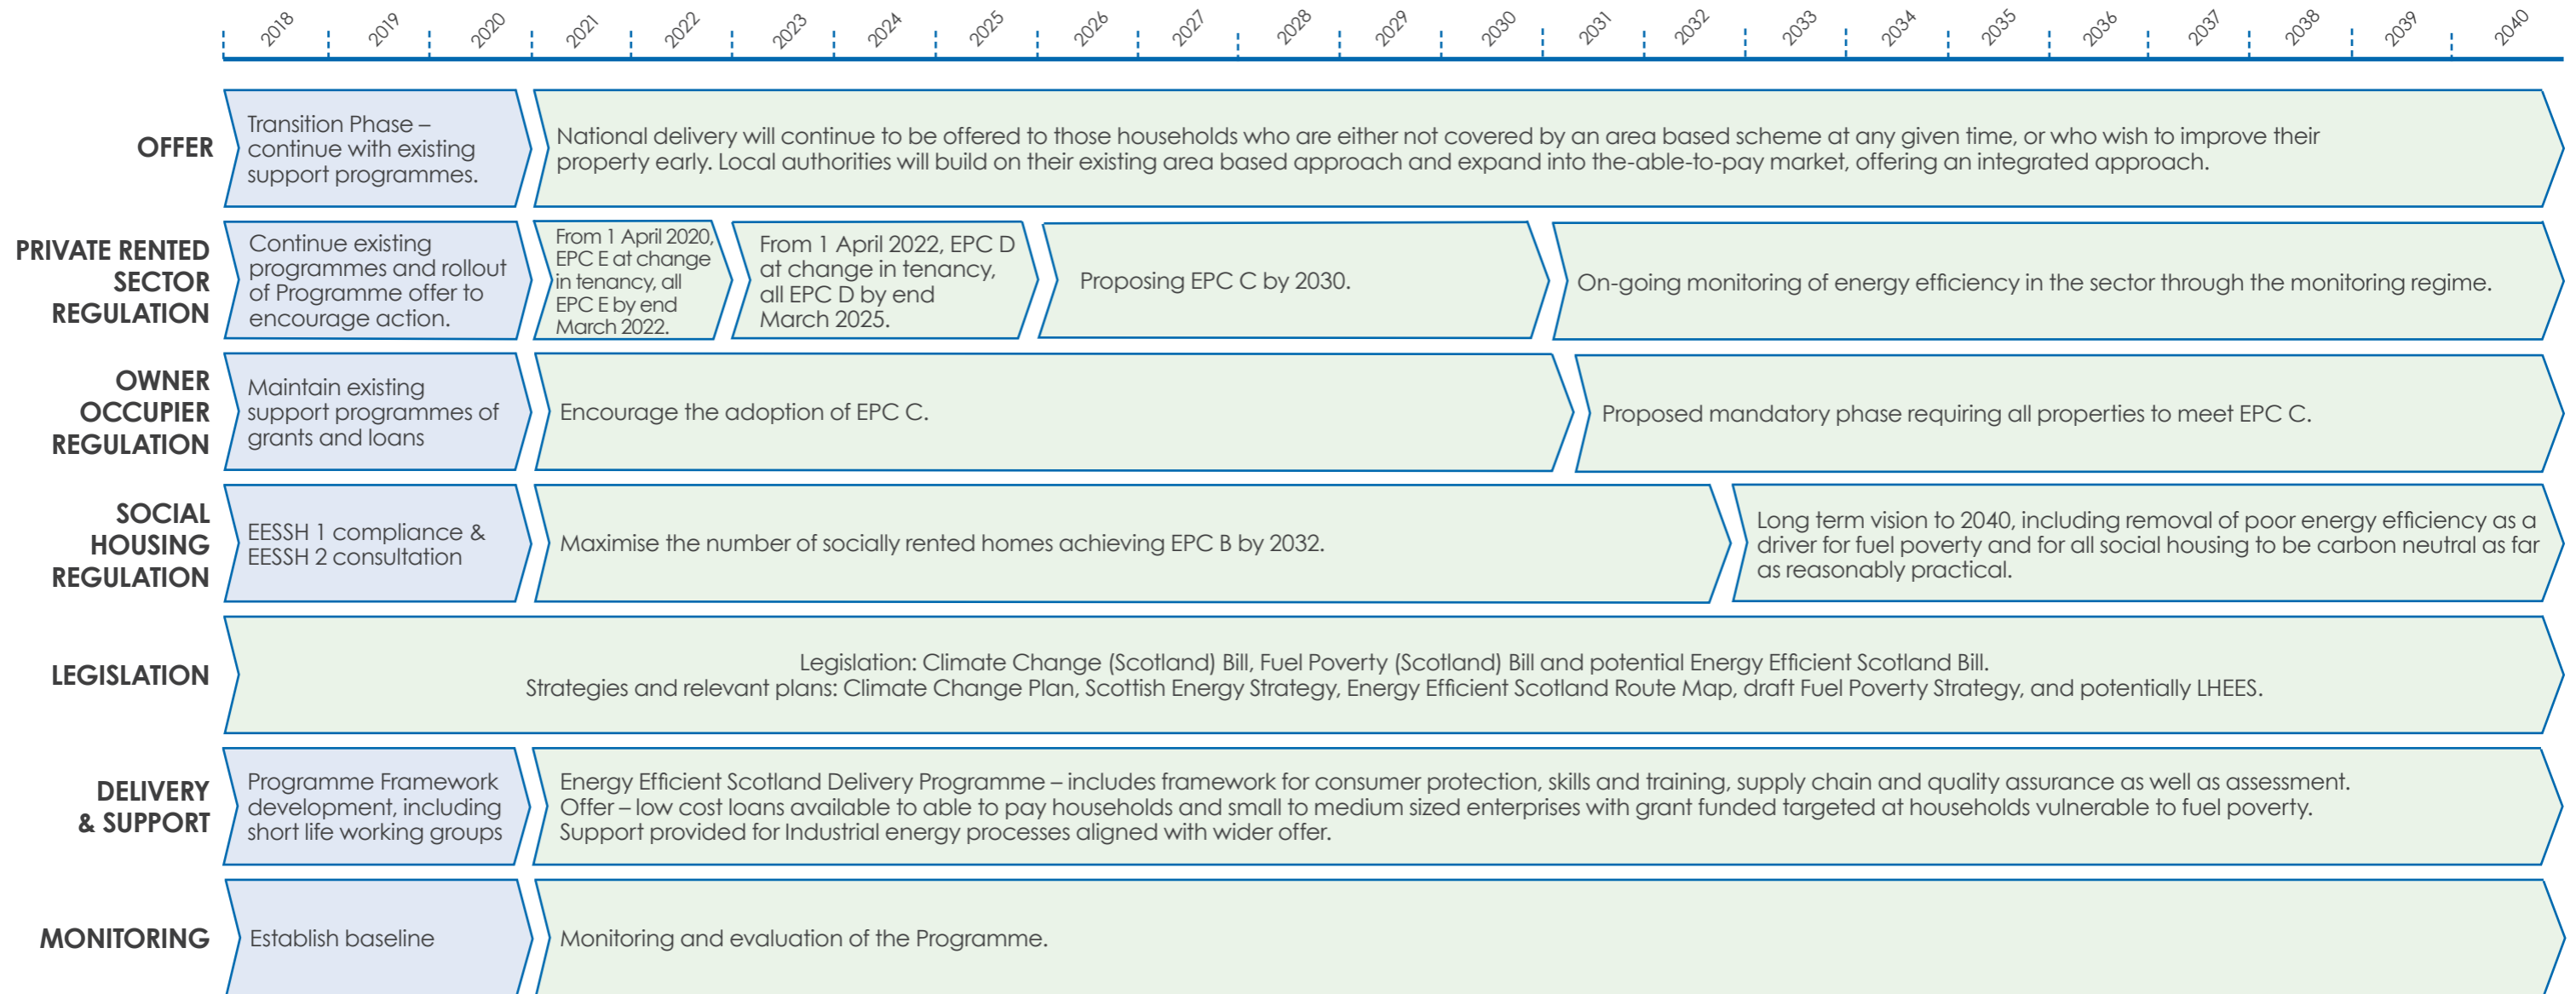 2018 2019 2020 2021 2022 2023 2024 2025 2026 2027 2028 2029 2030 2031 2032 2033 2034 2035 2036 2037 2038 2039 2040
OFFER
Transition Phase –
continue with existing
support programmes.
National delivery will continue to be offered to those households who are either not covered by an area based scheme at any given time, or who wish to improve their
property early. Local authorities will build on their existing area based approach and expand into the-able-to-pay market, offering an integrated approach.
PRIVATE RENTED
SECTOR
REGULATION
Continue existing
programmes and rollout
of Programme offer to
encourage action.
From 1 April 2020,
EPC E at change
in tenancy, all
EPC E by end
March 2022.
From 1 April 2022, EPC D
at change in tenancy,
all EPC D by end
March 2025.
Proposing EPC C by 2030.
On-going monitoring of energy efficiency in the sector through the monitoring regime.
OWNER
OCCUPIER
REGULATION
Maintain existing
support programmes of
grants and loans
Encourage the adoption of EPC C.
Proposed mandatory phase requiring all properties to meet EPC C.
SOCIAL
HOUSING
REGULATION
EESSH 1 compliance &
EESSH 2 consultation
Maximise the number of socially rented homes achieving EPC B by 2032.
Long term vision to 2040, including removal of poor energy efficiency as a
driver for fuel poverty and for all social housing to be carbon neutral as far
as reasonably practical.
LEGISLATION
Legislation: Climate Change (Scotland) Bill, Fuel Poverty (Scotland) Bill and potential Energy Efficient Scotland Bill.
Strategies and relevant plans: Climate Change Plan, Scottish Energy Strategy, Energy Efficient Scotland Route Map, draft Fuel Poverty Strategy, and potentially LHEES.
DELIVERY
& SUPPORT
Programme Framework
development, including
short life working groups
Energy Efficient Scotland Delivery Programme – includes framework for consumer protection, skills and training, supply chain and quality assurance as well as assessment.
Offer – low cost loans available to able to pay households and small to medium sized enterprises with grant funded targeted at households vulnerable to fuel poverty.
Support provided for Industrial energy processes aligned with wider offer.
MONITORING
Establish baseline
Monitoring and evaluation of the Programme.